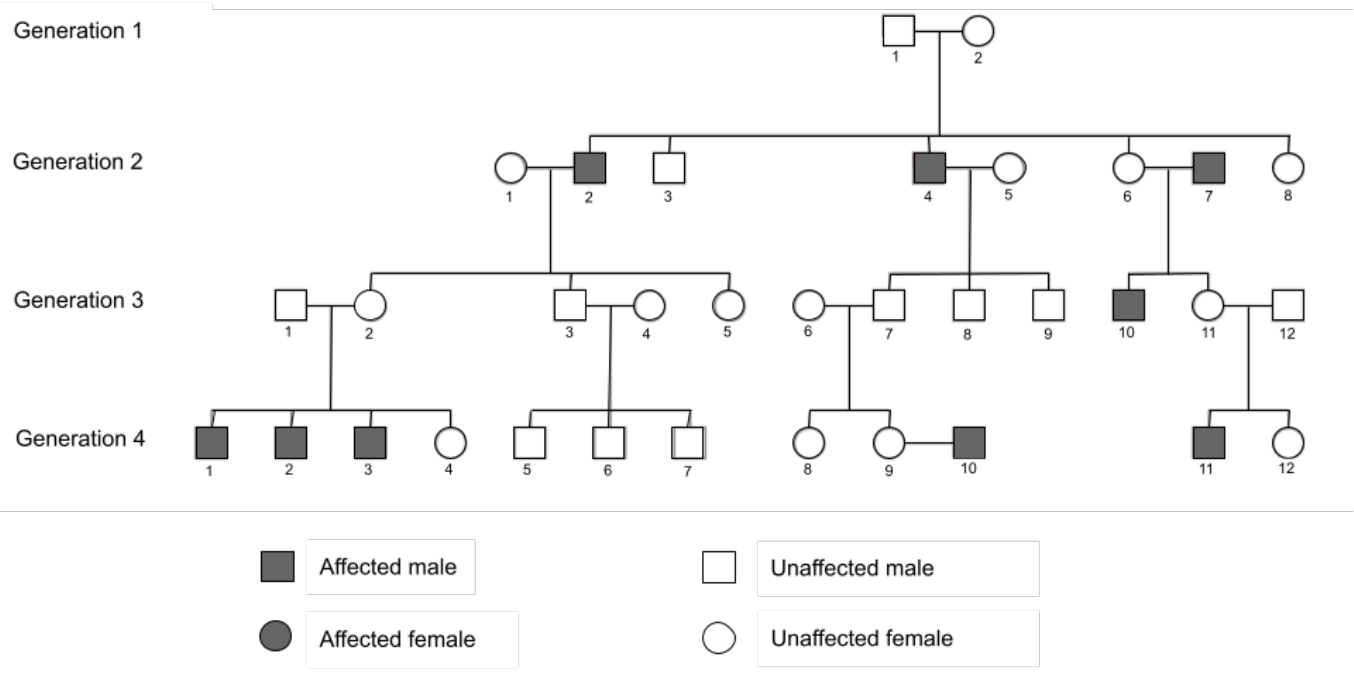 Generation 1
1 2
Generation 2
1 2 3 4 5 6 7 8
Generation 3
1 2 3 4 5 6 7 8 9 10 11 12
Generation 4
1 2 3 4 5 6 7 8 9 10 11 12
Affected male Unaffected male
Affected female Unaffected female